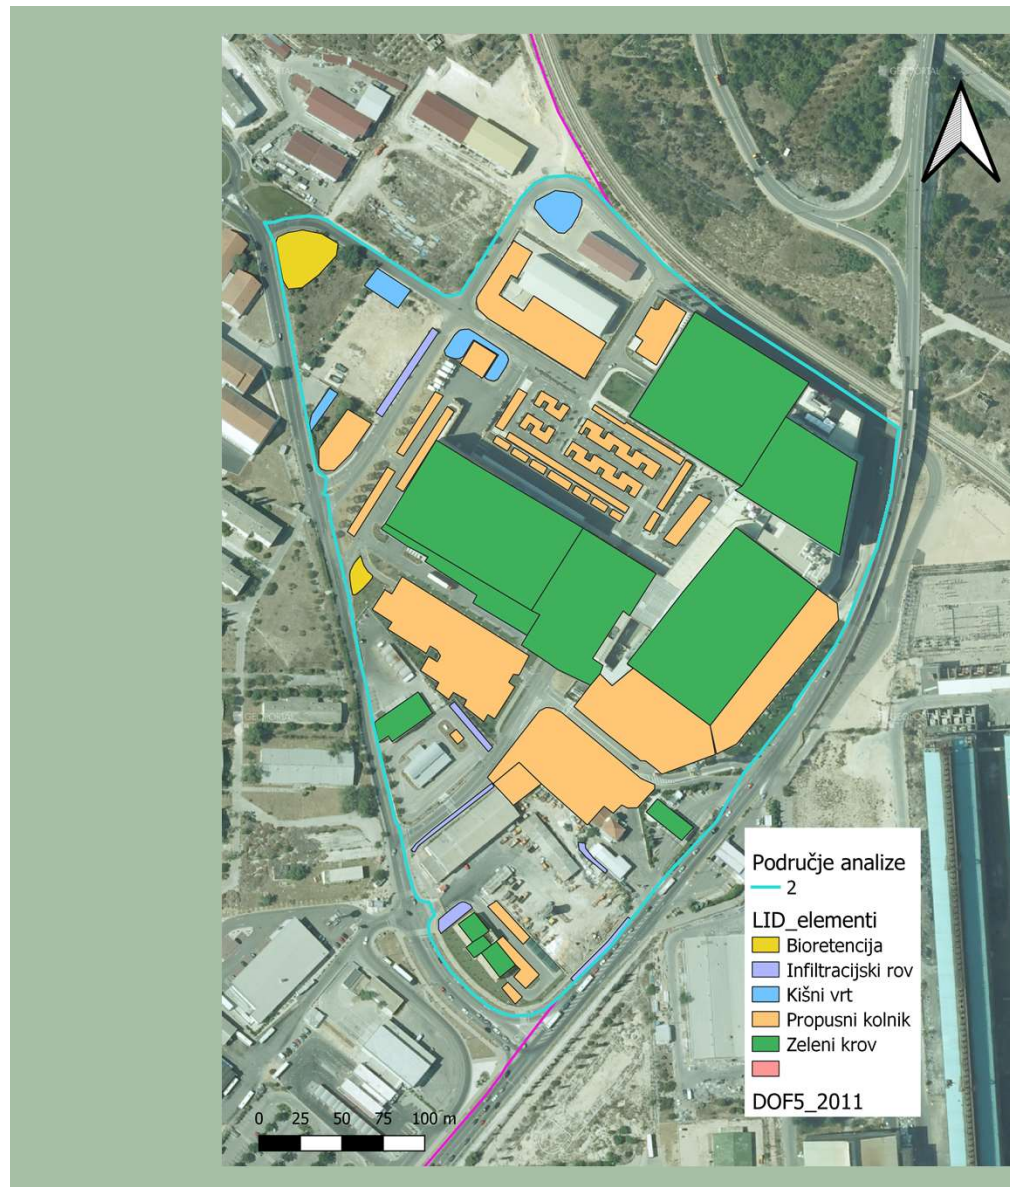 GEOPORTAL
Područje analize
2
LID_elementi
Bioretencija
Infiltracijski rov
Kišni vrt
Propusni kolnik
Zeleni krov
DOF5_2011
0 25 50 75 100 m